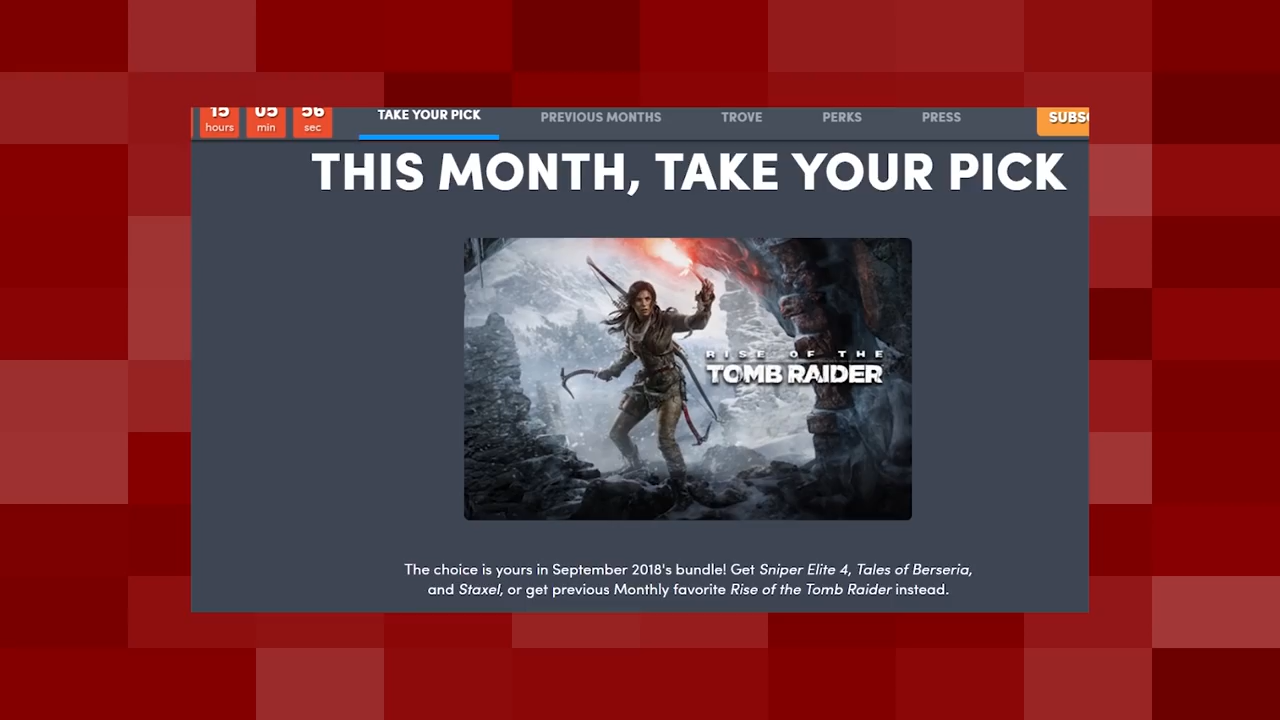 15 05 56
hours min sec
TAKE YOUR PICK PREVIOUS MONTHS TROVE PERKS PRESS
THIS MONTH, TAKE YOUR PICK
RISE OF THE
TOMB RAIDER
The choice is yours in September 2018's bundle! Get Sniper Elite 4, Tales of Berseria,
and Staxel, or get previous Monthly favorite Rise of the Tomb Raider instead.